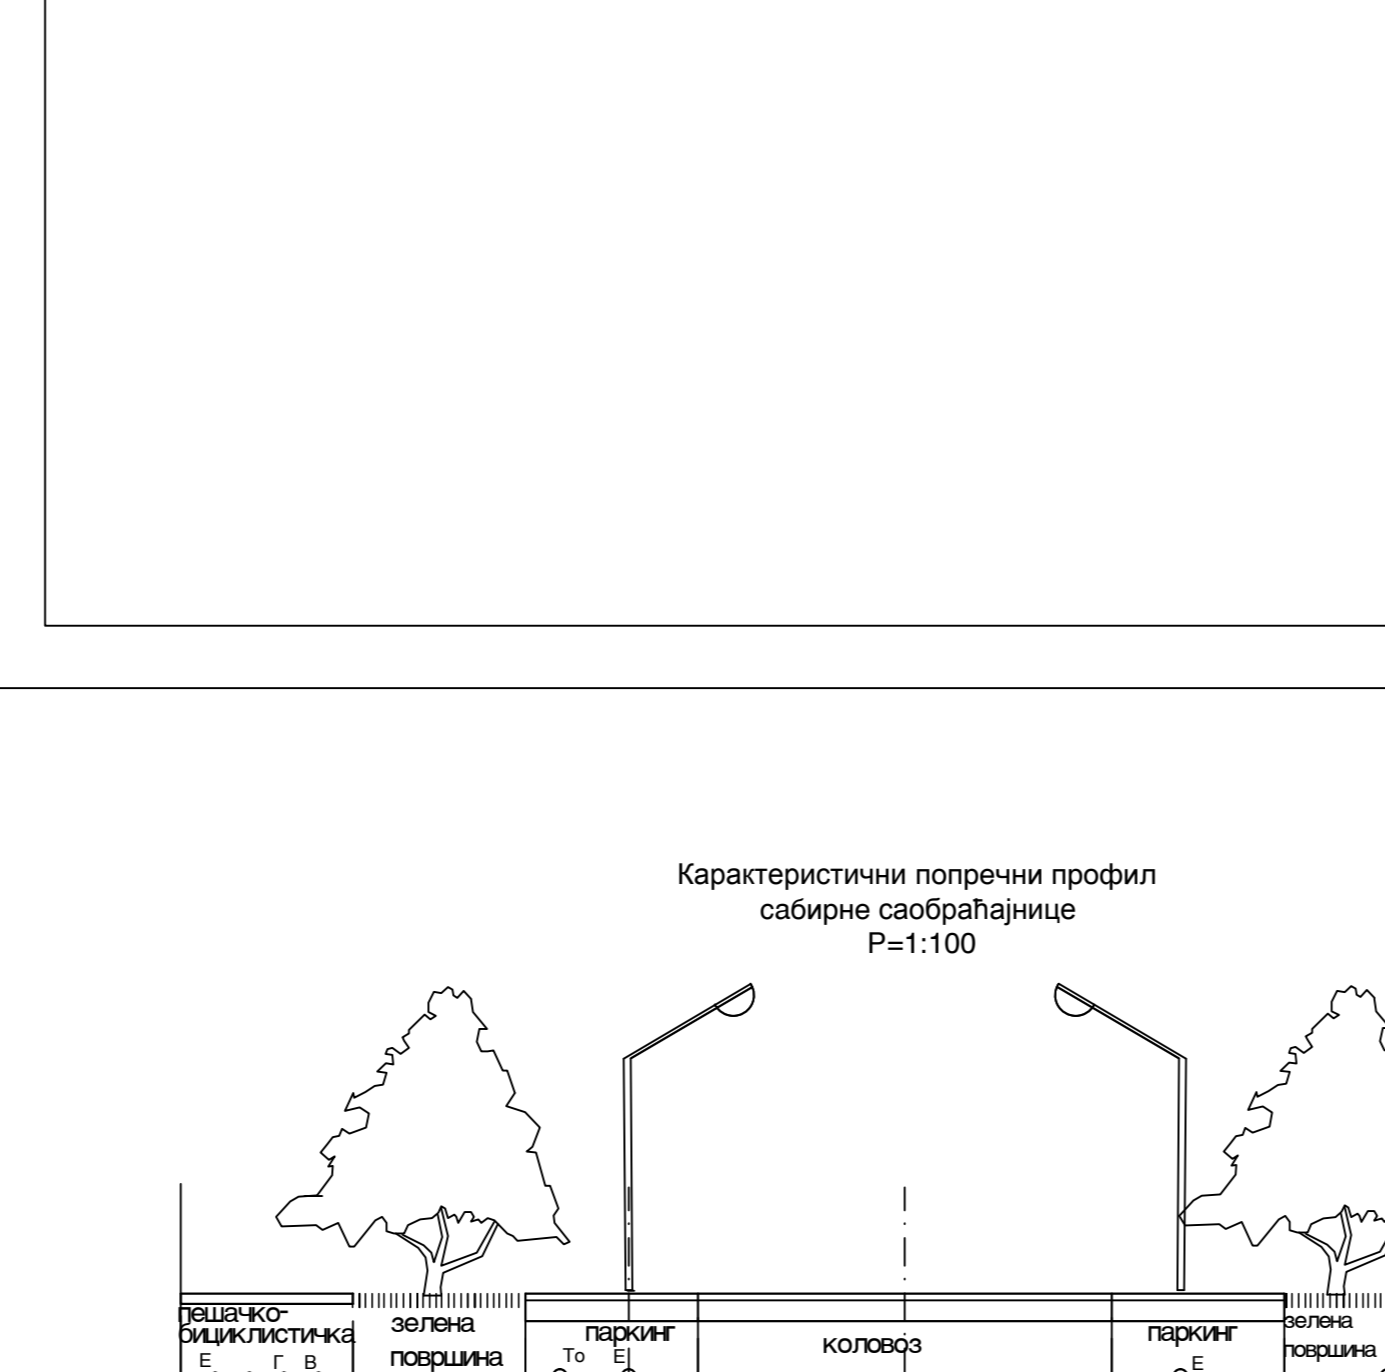 Карактеристични попречни профил
сабирне саобраћајнице
Р=1:100
пешачко-
бициклистичка
Е Г В
зелена
површина
паркинг
То Е
коловоз
паркинг
Е
зелена
површина